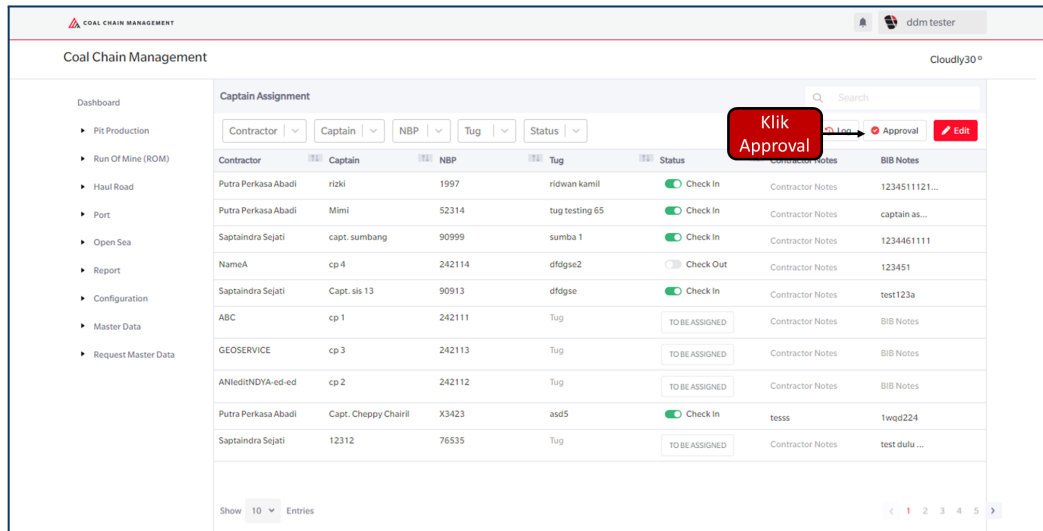 COAL CHAIN MANAGEMENT
ddm tester
Coal Chain Management
Cloudly30 °
Dashboard
Pit Production
Run Of Mine (ROM)
Haul Road
Port
Open Sea
Report
Configuration
Master Data
Request Master Data
Captain Assignment
Search
Contractor Captain NBP Tug Status
Klik
Approval
Log Approval Edit
Contractor Captain NBP Tug Status Contractor Notes BIB Notes
Putra Perkasa Abadi rizki 1997 ridwan kamil Check In Contractor Notes 1234511121...
Putra Perkasa Abadi Mimi 52314 tug testing 65 Check In Contractor Notes captain as...
Saptaindra Sejati capt. sumbang 90999 sumba 1 Check In Contractor Notes 1234461111
NameA cp 4 242114 dfdgse2 Check Out Contractor Notes 123451
Saptaindra Sejati Capt. sis 13 90913 dfdgse Check In Contractor Notes test123a
ABC cp 1 242111 Tug TO BE ASSIGNED Contractor Notes BIB Notes
GEOSERVICE cp 3 242113 Tug TO BE ASSIGNED Contractor Notes BIB Notes
ANIeditNDYA-ed-ed cp 2 242112 Tug TO BE ASSIGNED Contractor Notes BIB Notes
Putra Perkasa Abadi Capt. Cheppy Chairil X3423 asd5 Check In tesss 1wqd224
Saptaindra Sejati 12312 76535 Tug TO BE ASSIGNED Contractor Notes test dulu ...
Show 10 Entries
1 2 3 4 5